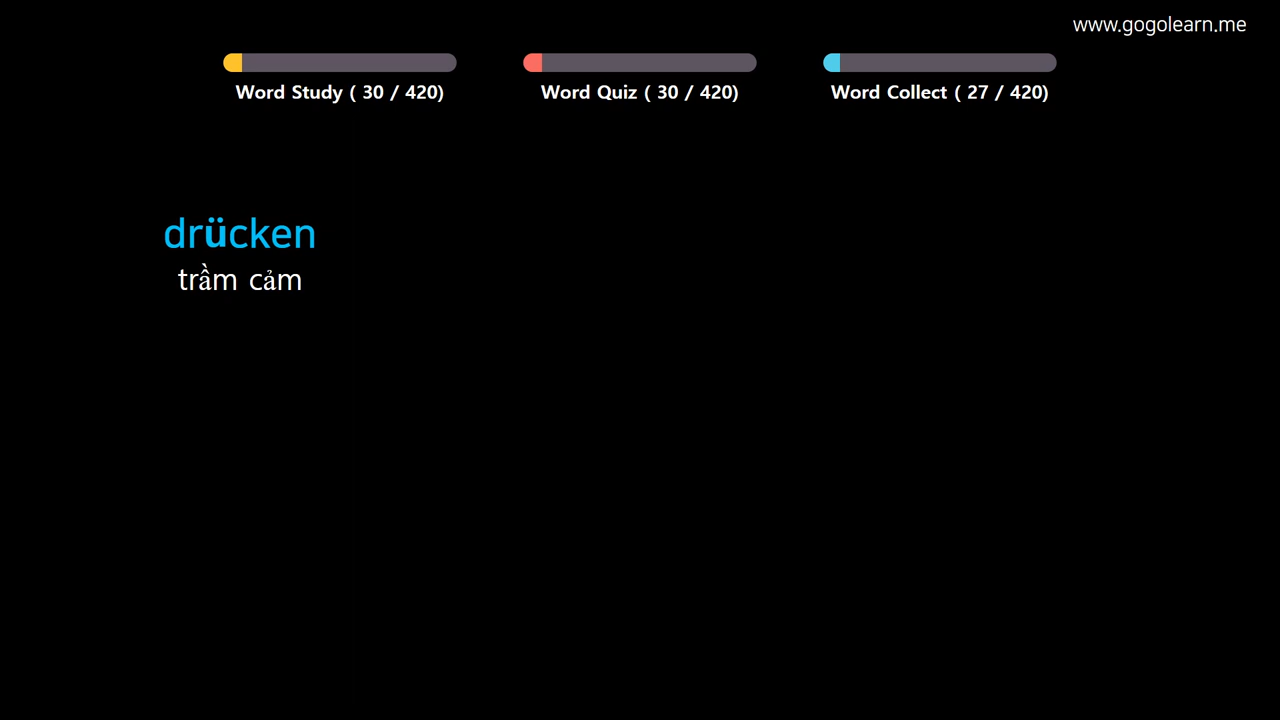 www.gogolearn.me
Word Study ( 30 / 420)
Word Quiz ( 30 / 420)
Word Collect ( 27 / 420)
drücken
trầm cảm